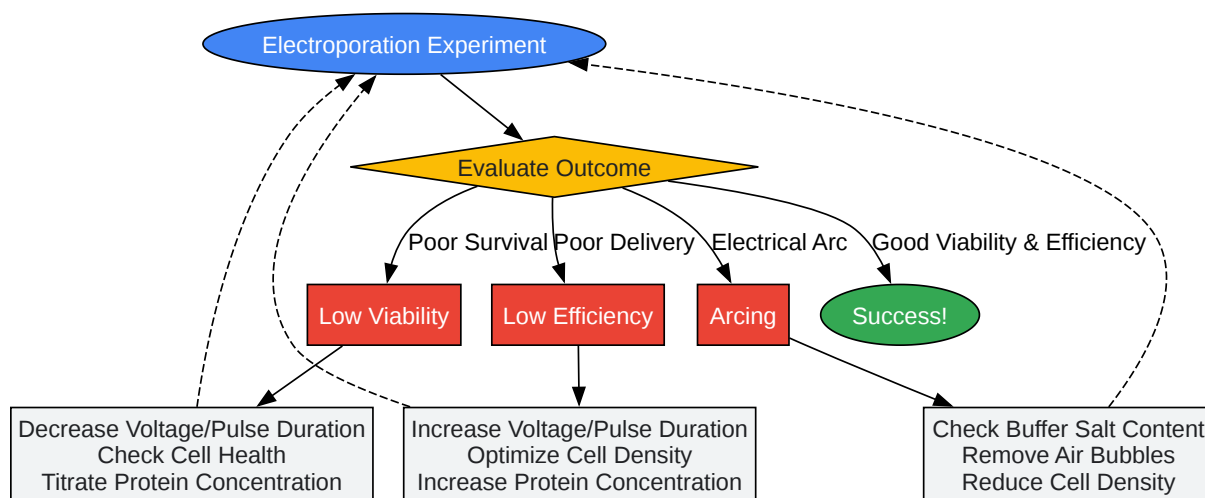 Electroporation Experiment
Evaluate Outcome
Poor Survival
Poor Delivery
Electrical Arc
Good Viability & Efficiency
Low Viability
Low Efficiency
Arcing
Success!
Decrease Voltage/Pulse Duration
Check Cell Health
Titrate Protein Concentration
Increase Voltage/Pulse Duration
Optimize Cell Density
Increase Protein Concentration
Check Buffer Salt Content
Remove Air Bubbles
Reduce Cell Density